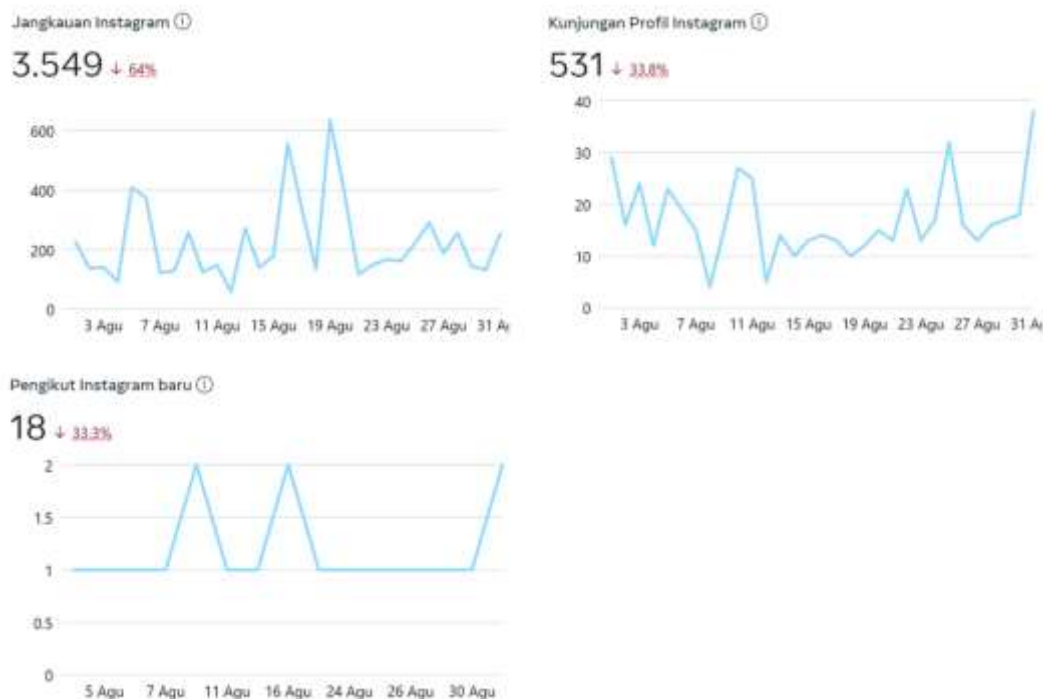 Jangkauan Instagram ⓘ
3.549 ↓ 64%
600
400
200
0
3 Agu 7 Agu 11 Agu 15 Agu 19 Agu 23 Agu 27 Agu 31 A
Kunjungan Profil Instagram ⓘ
531 ↓ 33,8%
40
30
20
10
0
3 Agu 7 Agu 11 Agu 15 Agu 19 Agu 23 Agu 27 Agu 31 A
Pengikut Instagram baru ⓘ
18 ↓ 33.3%
2
1.5
1
0.5
0
5 Agu 7 Agu 11 Agu 16 Agu 24 Agu 26 Agu 30 Agu